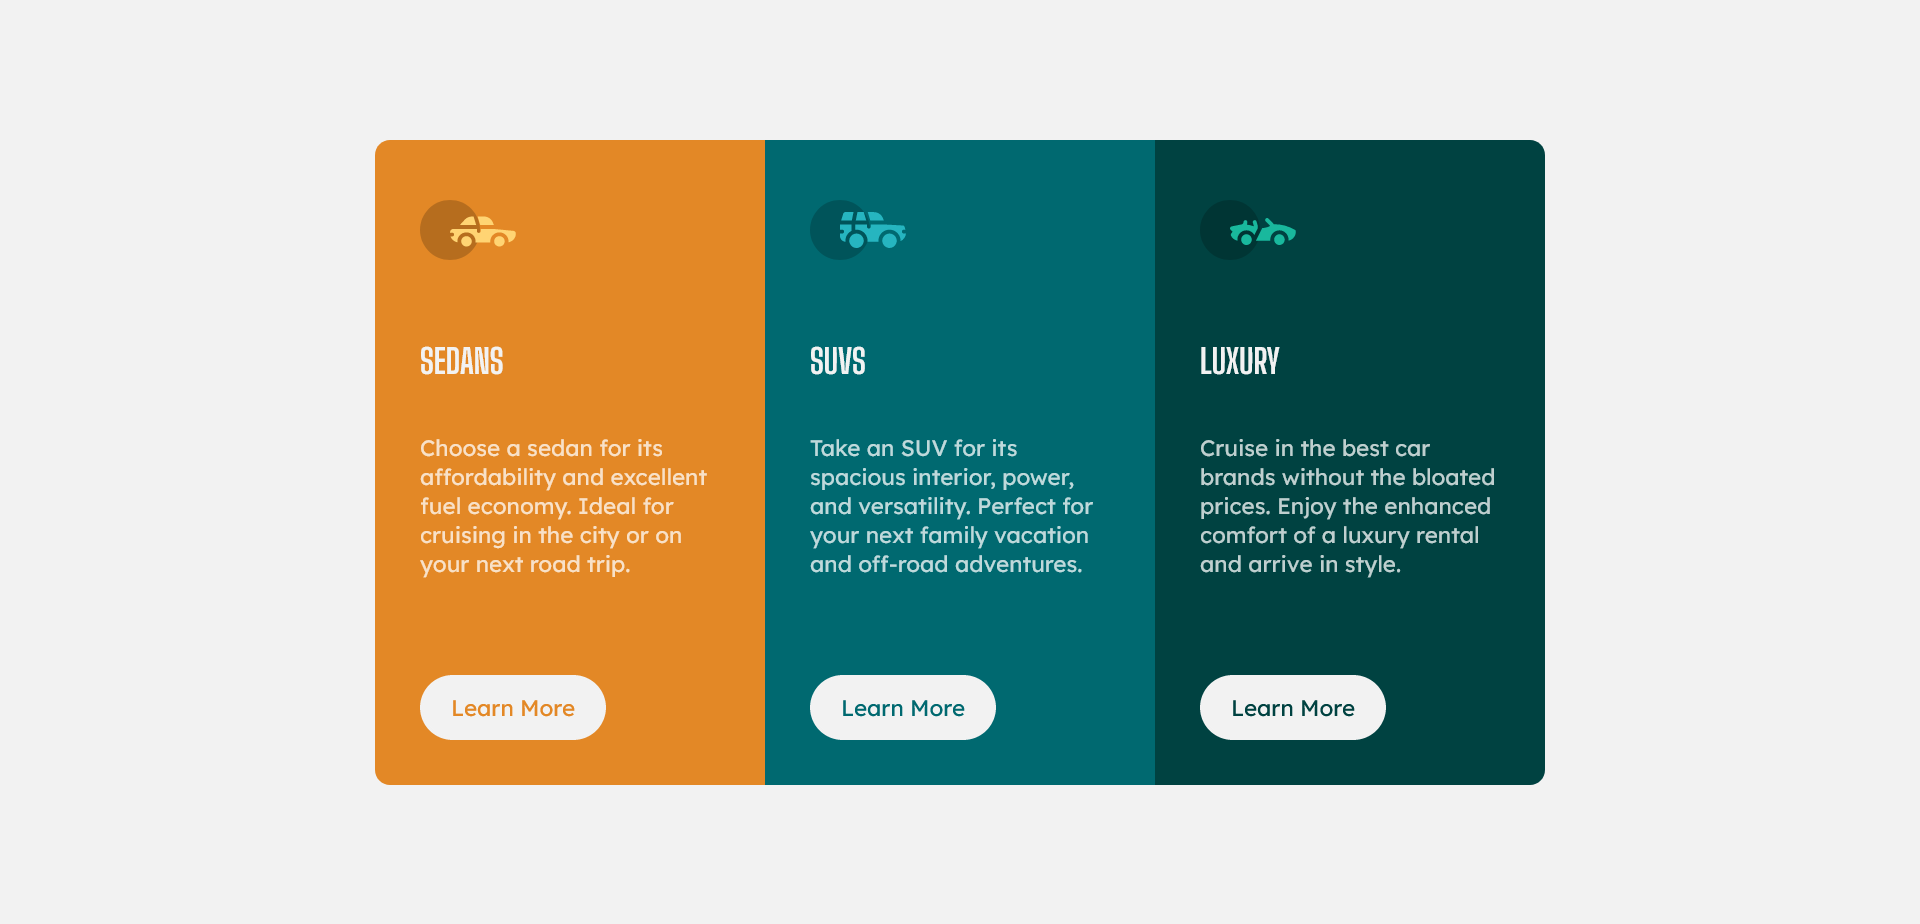 SEDANS
Choose a sedan for its
affordability and excellent
fuel economy. Ideal for
cruising in the city or on
your next road trip.
Learn More
SUVS
Take an SUV for its
spacious interior, power,
and versatility. Perfect for
your next family vacation
and off-road adventures.
Learn More
LUXURY
Cruise in the best car
brands without the bloated
prices. Enjoy the enhanced
comfort of a luxury rental
and arrive in style.
Learn More